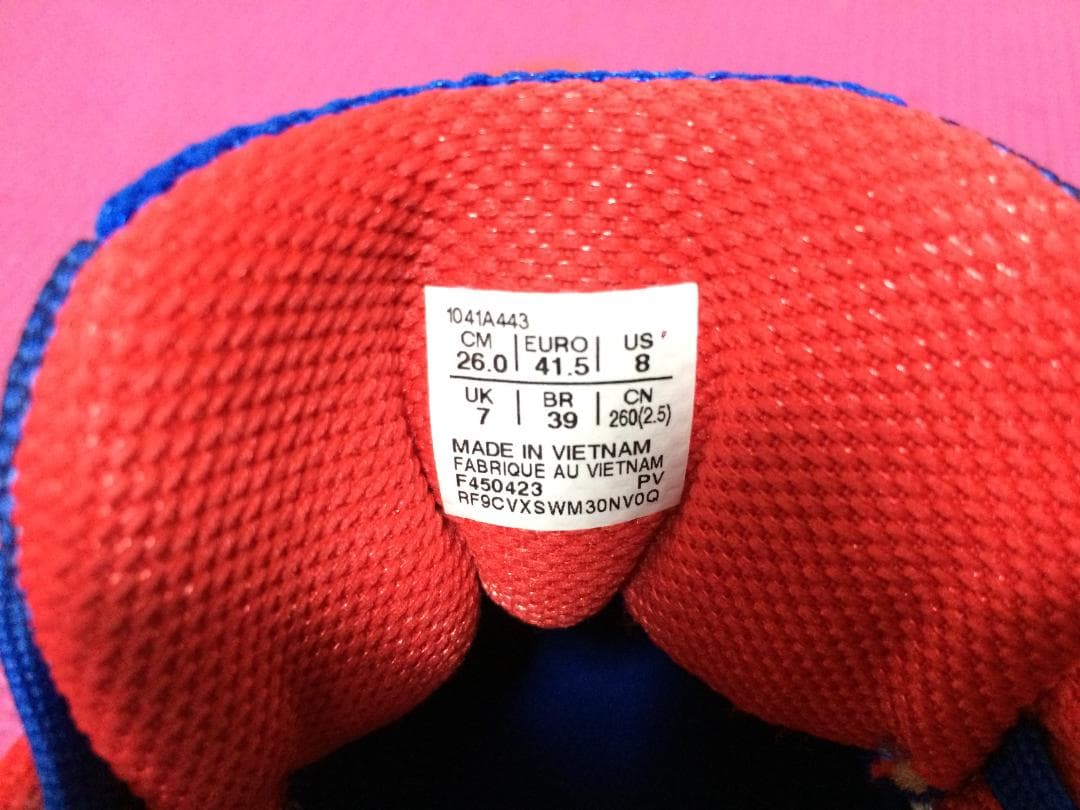 1041A443
CM EURO US
26.0 41.5 8
UK BR CN
7 39 260(2.5)
MADE IN VIETNAM
FABRIQUE AU VIETNAM
F450423 PV
RF9CVXSWM30NV0Q